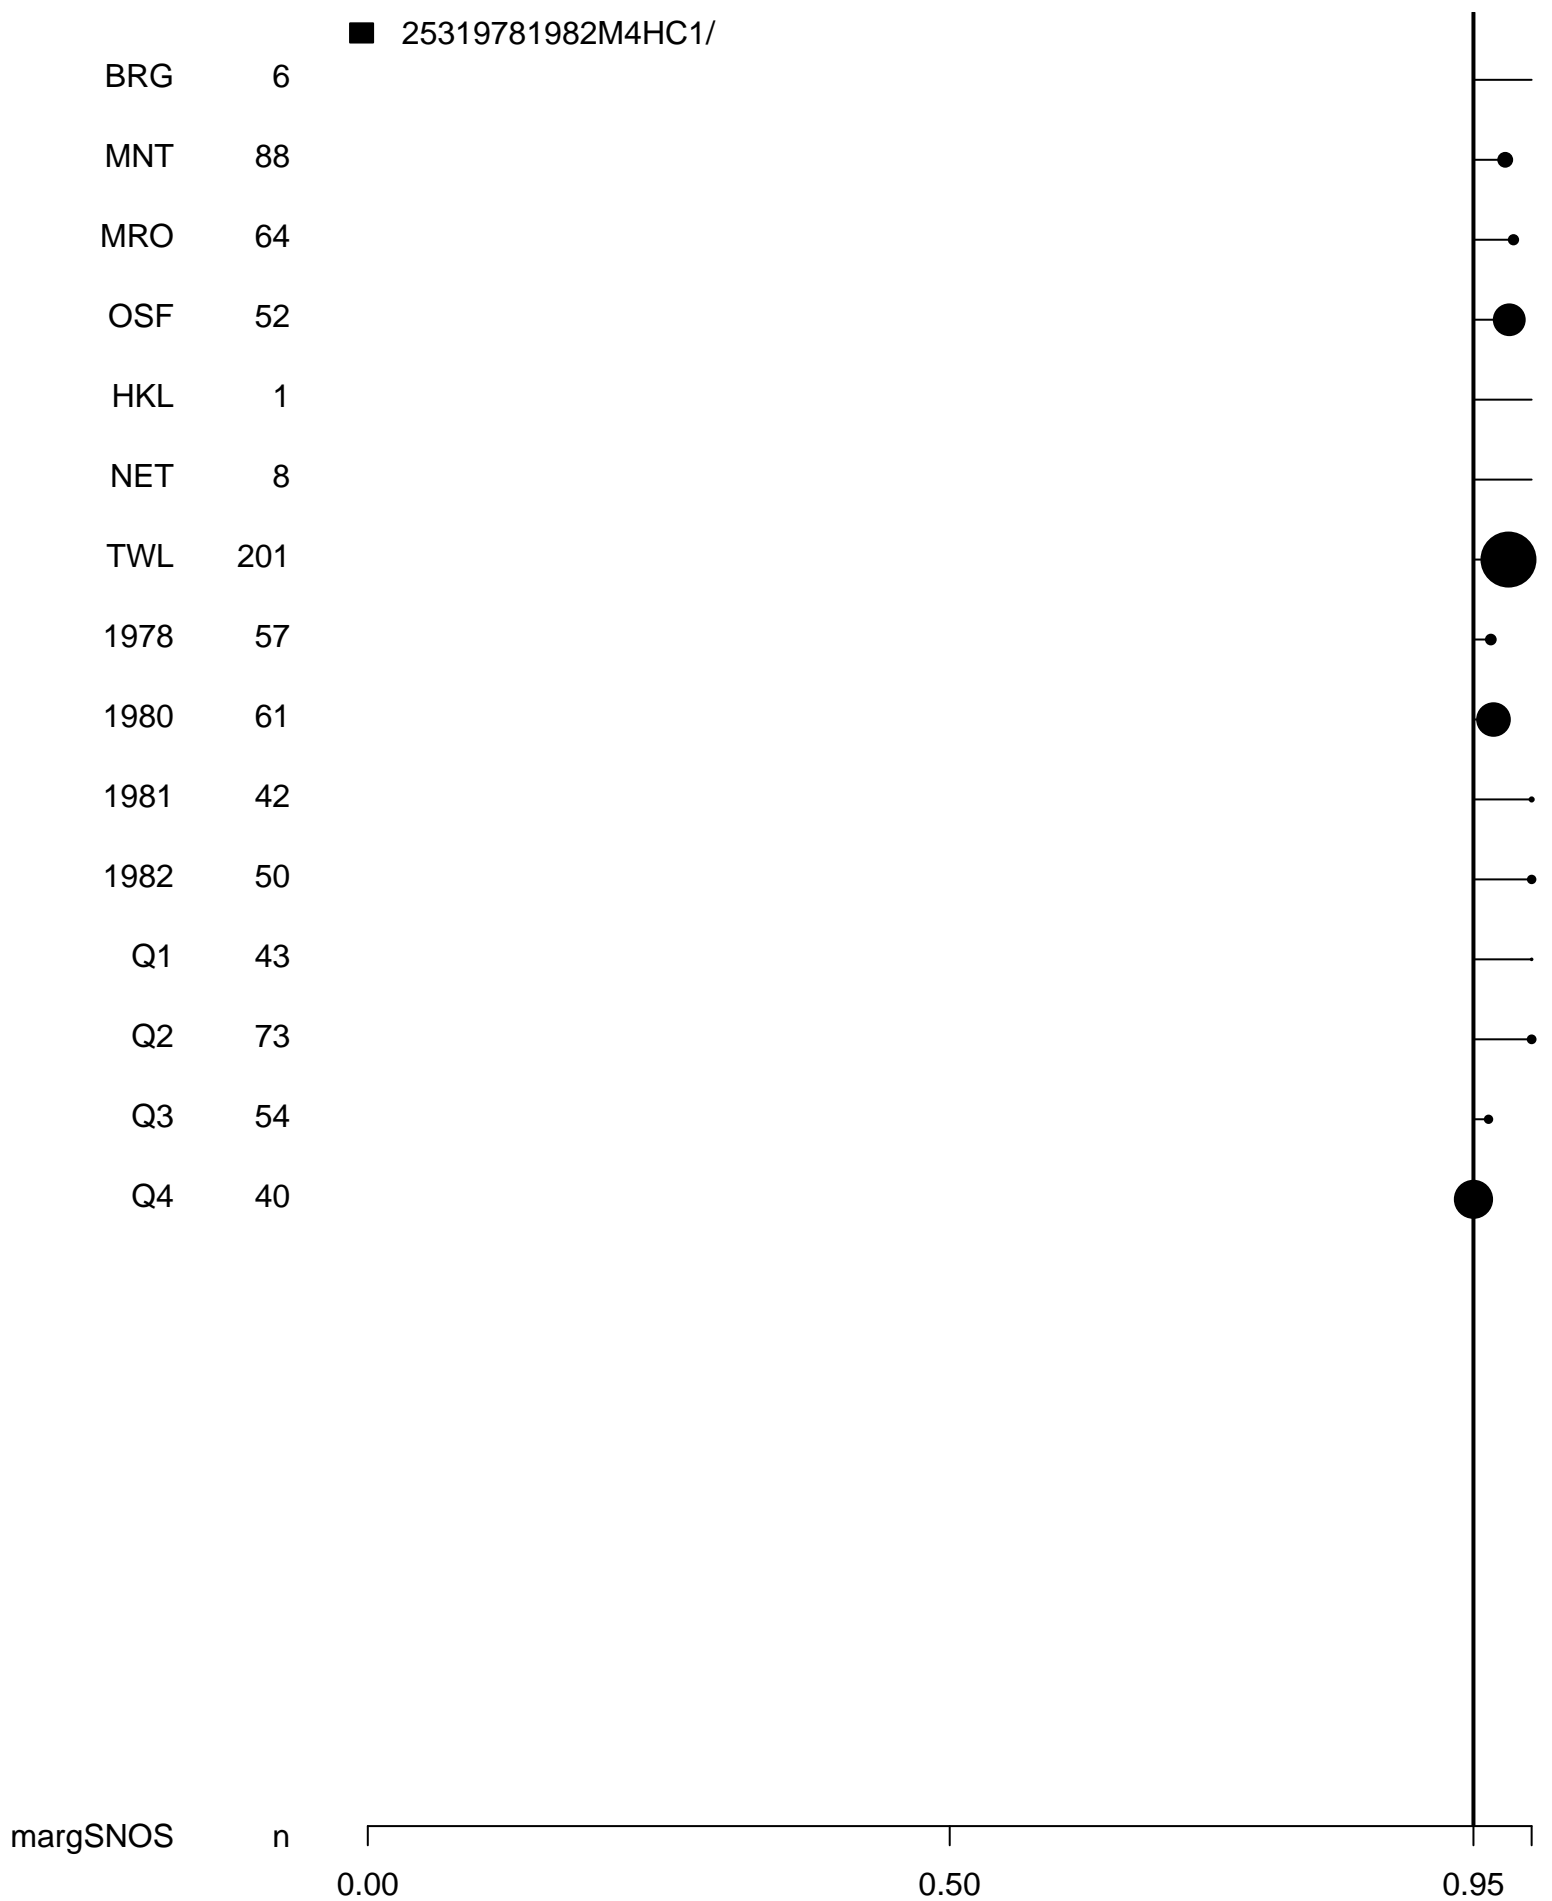 25319781982M4HC1/
BRG 6
MNT 88
MRO 64
OSF 52
HKL 1
NET 8
TWL 201
1978 57
1980 61
1981 42
1982 50
Q1 43
Q2 73
Q3 54
Q4 40
margSNOS n
0.00 0.50 0.95